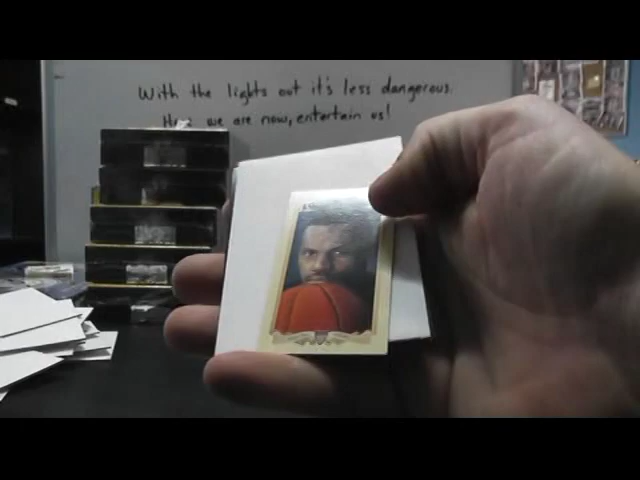 With the lights out it's less dangerous.
Here we are now, entertain us!